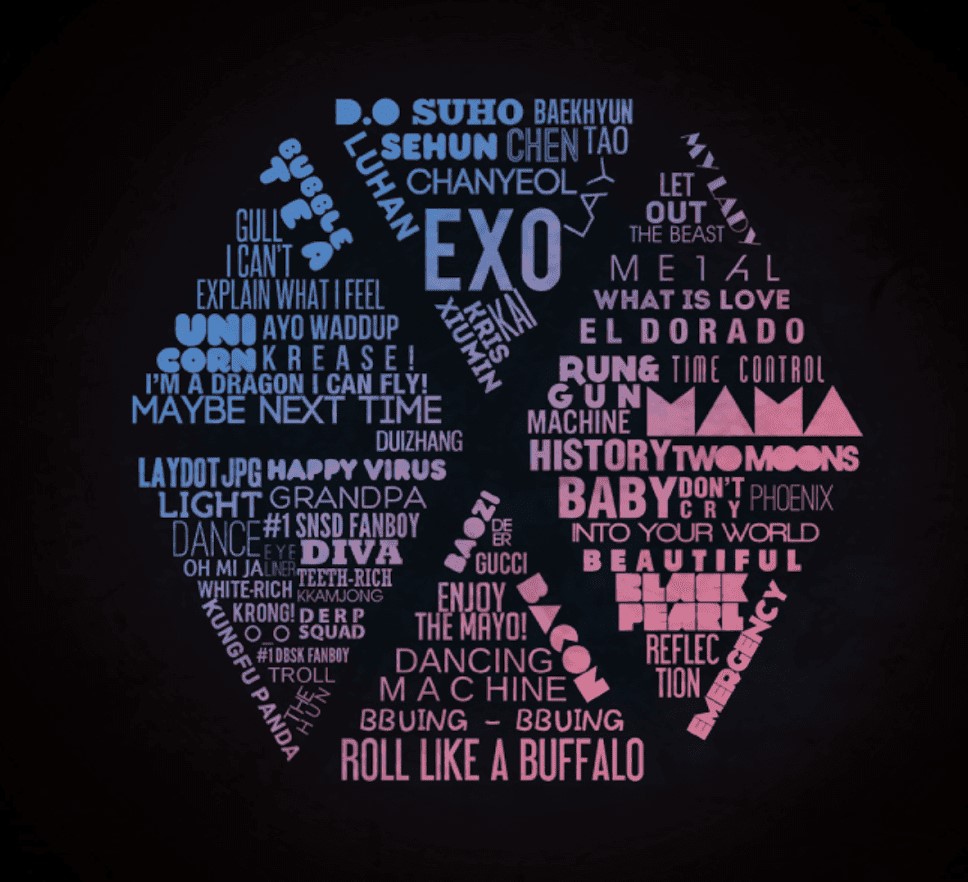 D.O SUHO BAEKHYUN
LUHAN SEHUN CHEN TAO
CHANYEOL LAY
EXO
XIUMIN KRIS KAI
BUBBLE TEA
GULL
I CAN'T
EXPLAIN WHAT I FEEL
UNICORN
AYO WADDUP
KREASE!
I'M A DRAGON I CAN FLY!
MAYBE NEXT TIME
DUIZHANG
LAYDOTJPG HAPPY VIRUS
LIGHT GRANDPA
DANCE #1 SNSD FANBOY
EYE LINER DIVA
OH MI JA TEETH-RICH
WHITE-RICH KKAMJONG
KRONG! DERP
O_O SQUAD
#1 DBSK FANBOY
TROLL
THE HUN
KUNGFU PANDA
MY LADY
LET
OUT
THE BEAST
METAL
WHAT IS LOVE
EL DORADO
RUN& GUN
TIME CONTROL
MACHINE
MAMA
HISTORY TWO MOONS
BABY DON'T CRY PHOENIX
INTO YOUR WORLD
BEAUTIFUL
BLACK
PEARL
REFLEC
TION
EMERGENCY
BAOZI
DE
ER
GUCCI
BACON
ENJOY
THE MAYO!
DANCING
MACHINE
BBUING - BBUING
ROLL LIKE A BUFFALO